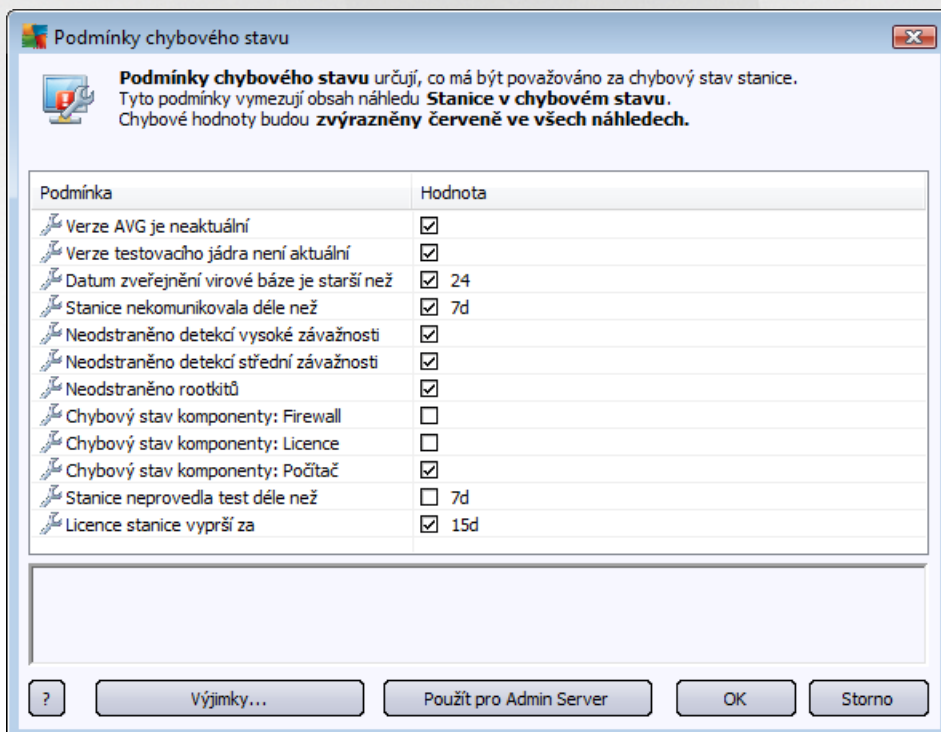 Podmínky chybového stavu
Podmínky chybového stavu určují, co má být považováno za chybový stav stanice.
Tyto podmínky vymezují obsah náhledu Stanice v chybovém stavu.
Chybové hodnoty budou zvýrazněny červeně ve všech náhledech.
Podmínka Hodnota
Verze AVG je neaktuální
Verze testovacího jádra není aktuální
Datum zveřejnění virové báze je starší než 24
Stanice nekomunikovala déle než 7d
Neodstraněno detekcí vysoké závažnosti
Neodstraněno detekcí střední závažnosti
Neodstraněno rootkitů
Chybový stav komponenty: Firewall
Chybový stav komponenty: Licence
Chybový stav komponenty: Počítač
Stanice neprovedla test déle než 7d
Licence stanice vyprší za 15d
? Výjimky... Použít pro Admin Server OK Storno